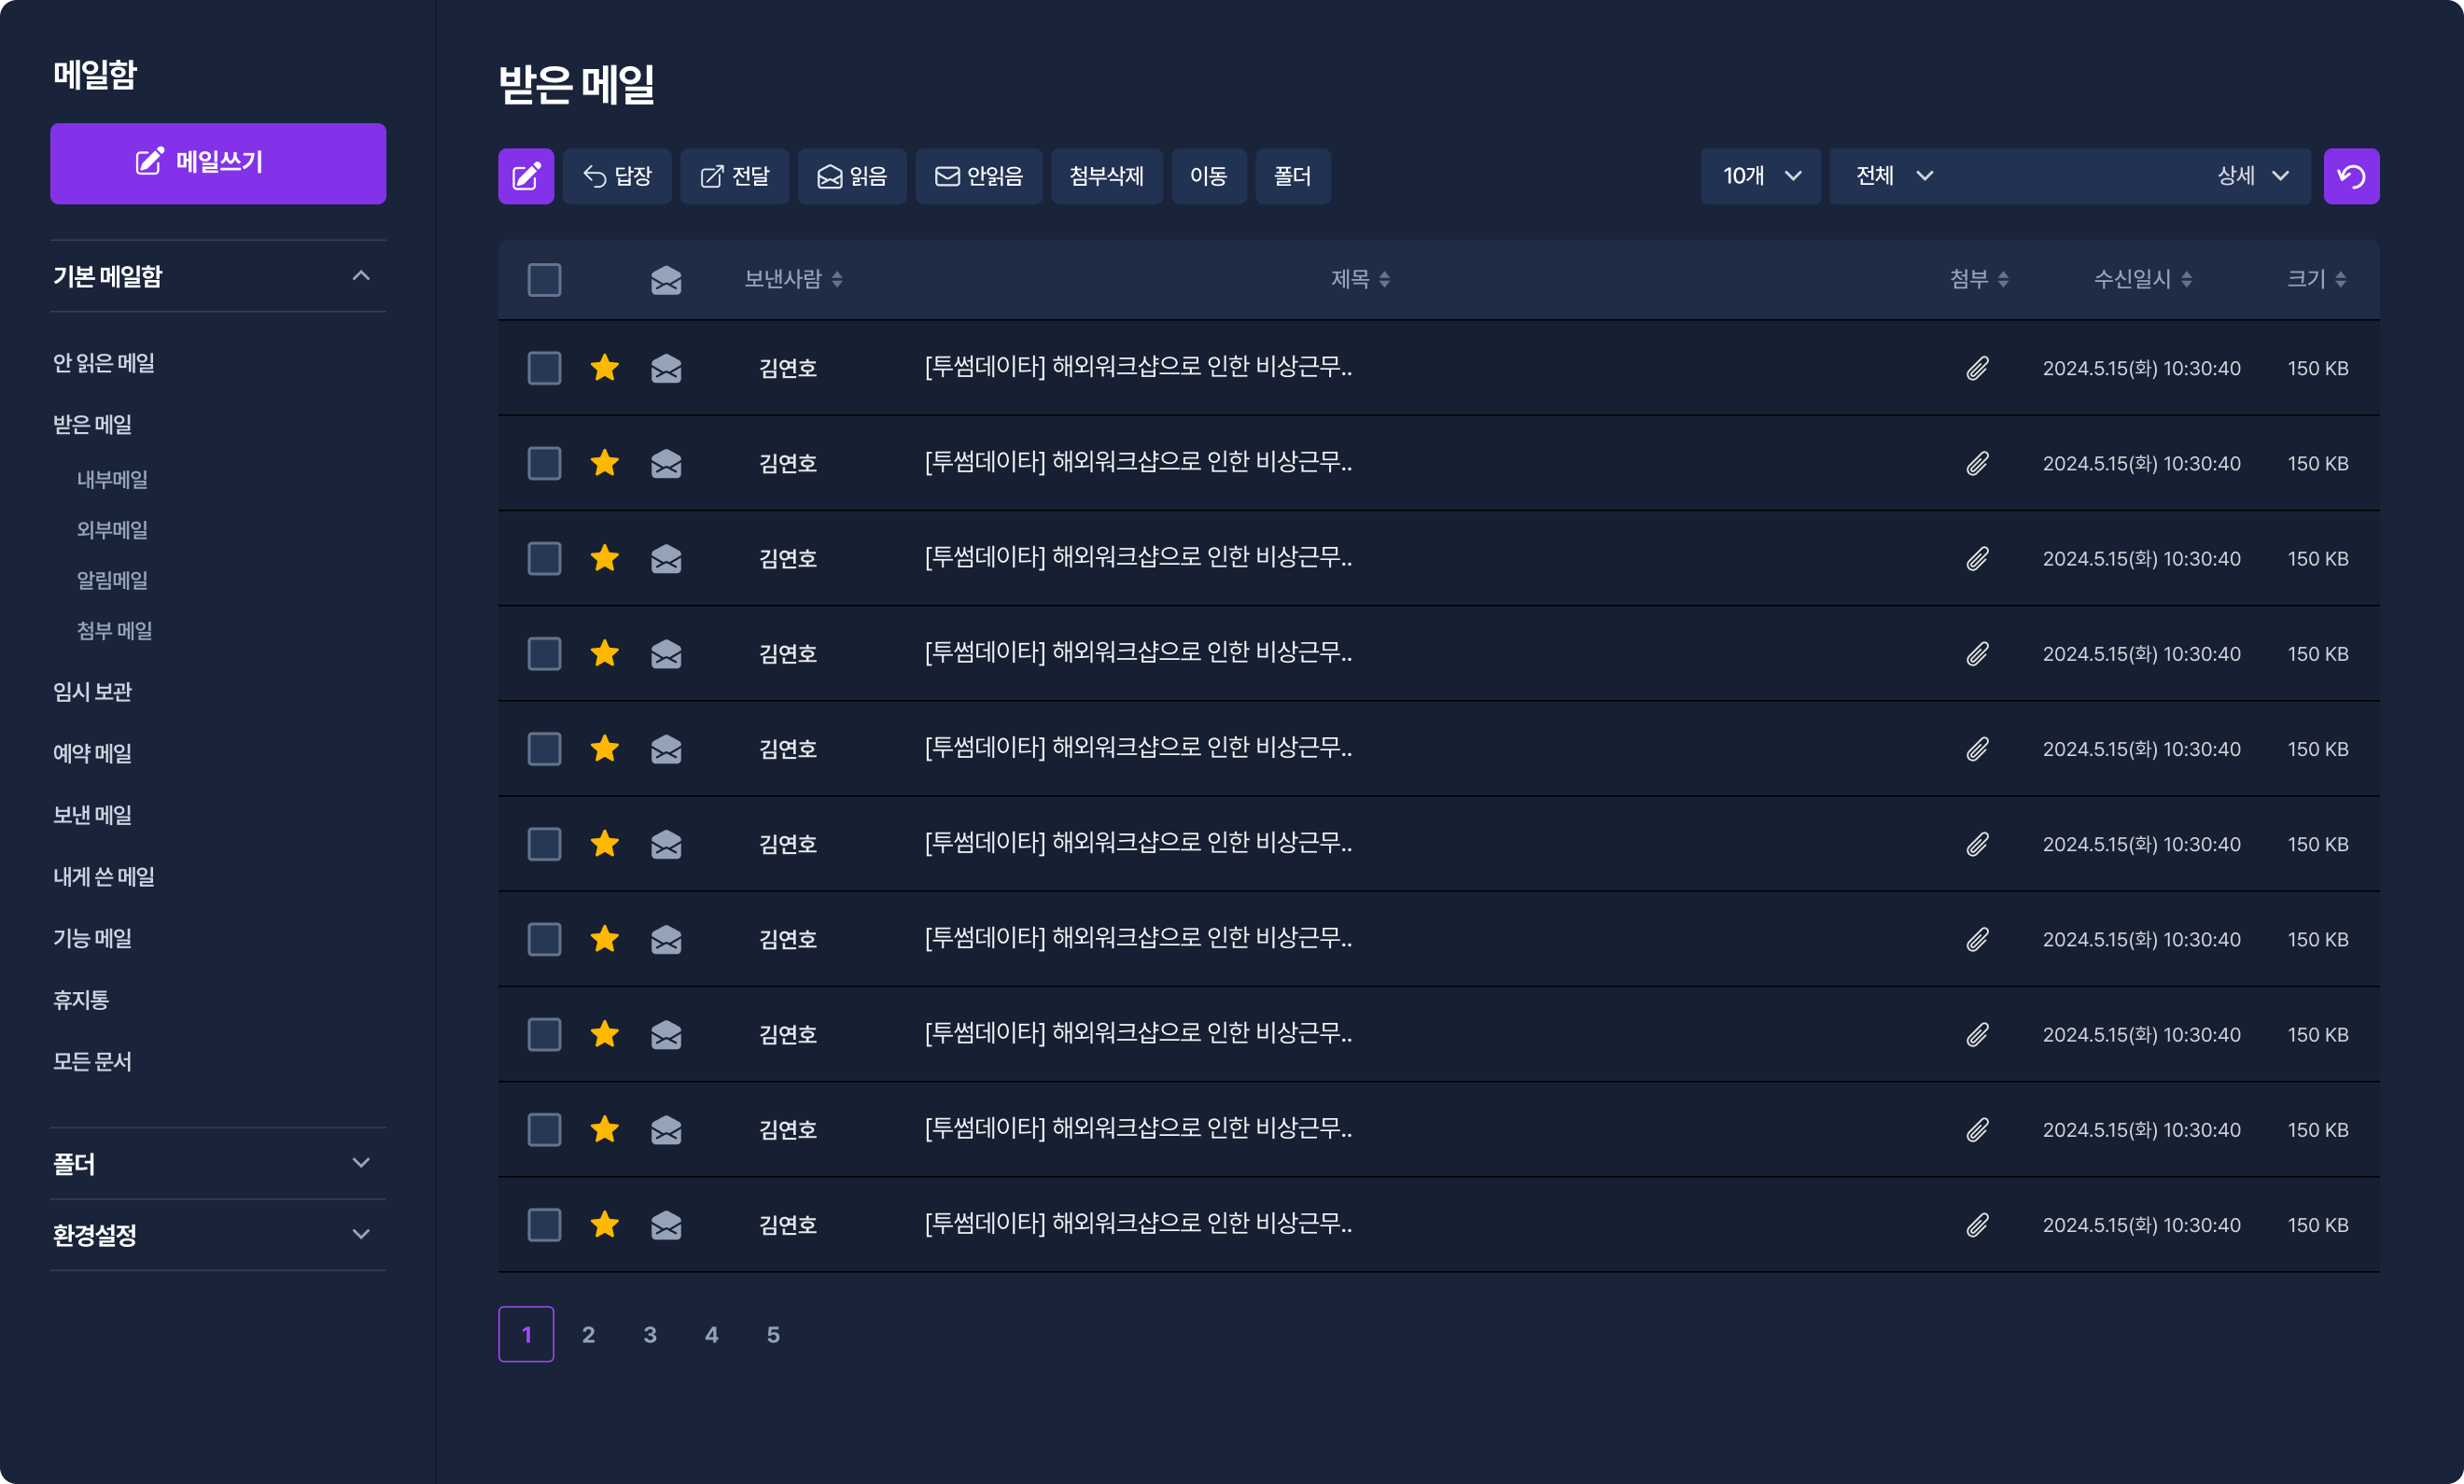 메일함
메일쓰기
기본 메일함
안 읽은 메일
받은 메일
내부메일
외부메일
알림메일
첨부 메일
임시 보관
예약 메일
보낸 메일
내게 쓴 메일
기능 메일
휴지통
모든 문서
폴더
환경설정
받은 메일
답장 전달 읽음 안읽음 첨부삭제 이동 폴더 10개 전체 상세
보낸사람 제목 첨부 수신일시 크기
김연호 [투썸데이타] 해외워크샵으로 인한 비상근무.. 2024.5.15(화) 10:30:40 150 KB
김연호 [투썸데이타] 해외워크샵으로 인한 비상근무.. 2024.5.15(화) 10:30:40 150 KB
김연호 [투썸데이타] 해외워크샵으로 인한 비상근무.. 2024.5.15(화) 10:30:40 150 KB
김연호 [투썸데이타] 해외워크샵으로 인한 비상근무.. 2024.5.15(화) 10:30:40 150 KB
김연호 [투썸데이타] 해외워크샵으로 인한 비상근무.. 2024.5.15(화) 10:30:40 150 KB
김연호 [투썸데이타] 해외워크샵으로 인한 비상근무.. 2024.5.15(화) 10:30:40 150 KB
김연호 [투썸데이타] 해외워크샵으로 인한 비상근무.. 2024.5.15(화) 10:30:40 150 KB
김연호 [투썸데이타] 해외워크샵으로 인한 비상근무.. 2024.5.15(화) 10:30:40 150 KB
김연호 [투썸데이타] 해외워크샵으로 인한 비상근무.. 2024.5.15(화) 10:30:40 150 KB
김연호 [투썸데이타] 해외워크샵으로 인한 비상근무.. 2024.5.15(화) 10:30:40 150 KB
1 2 3 4 5